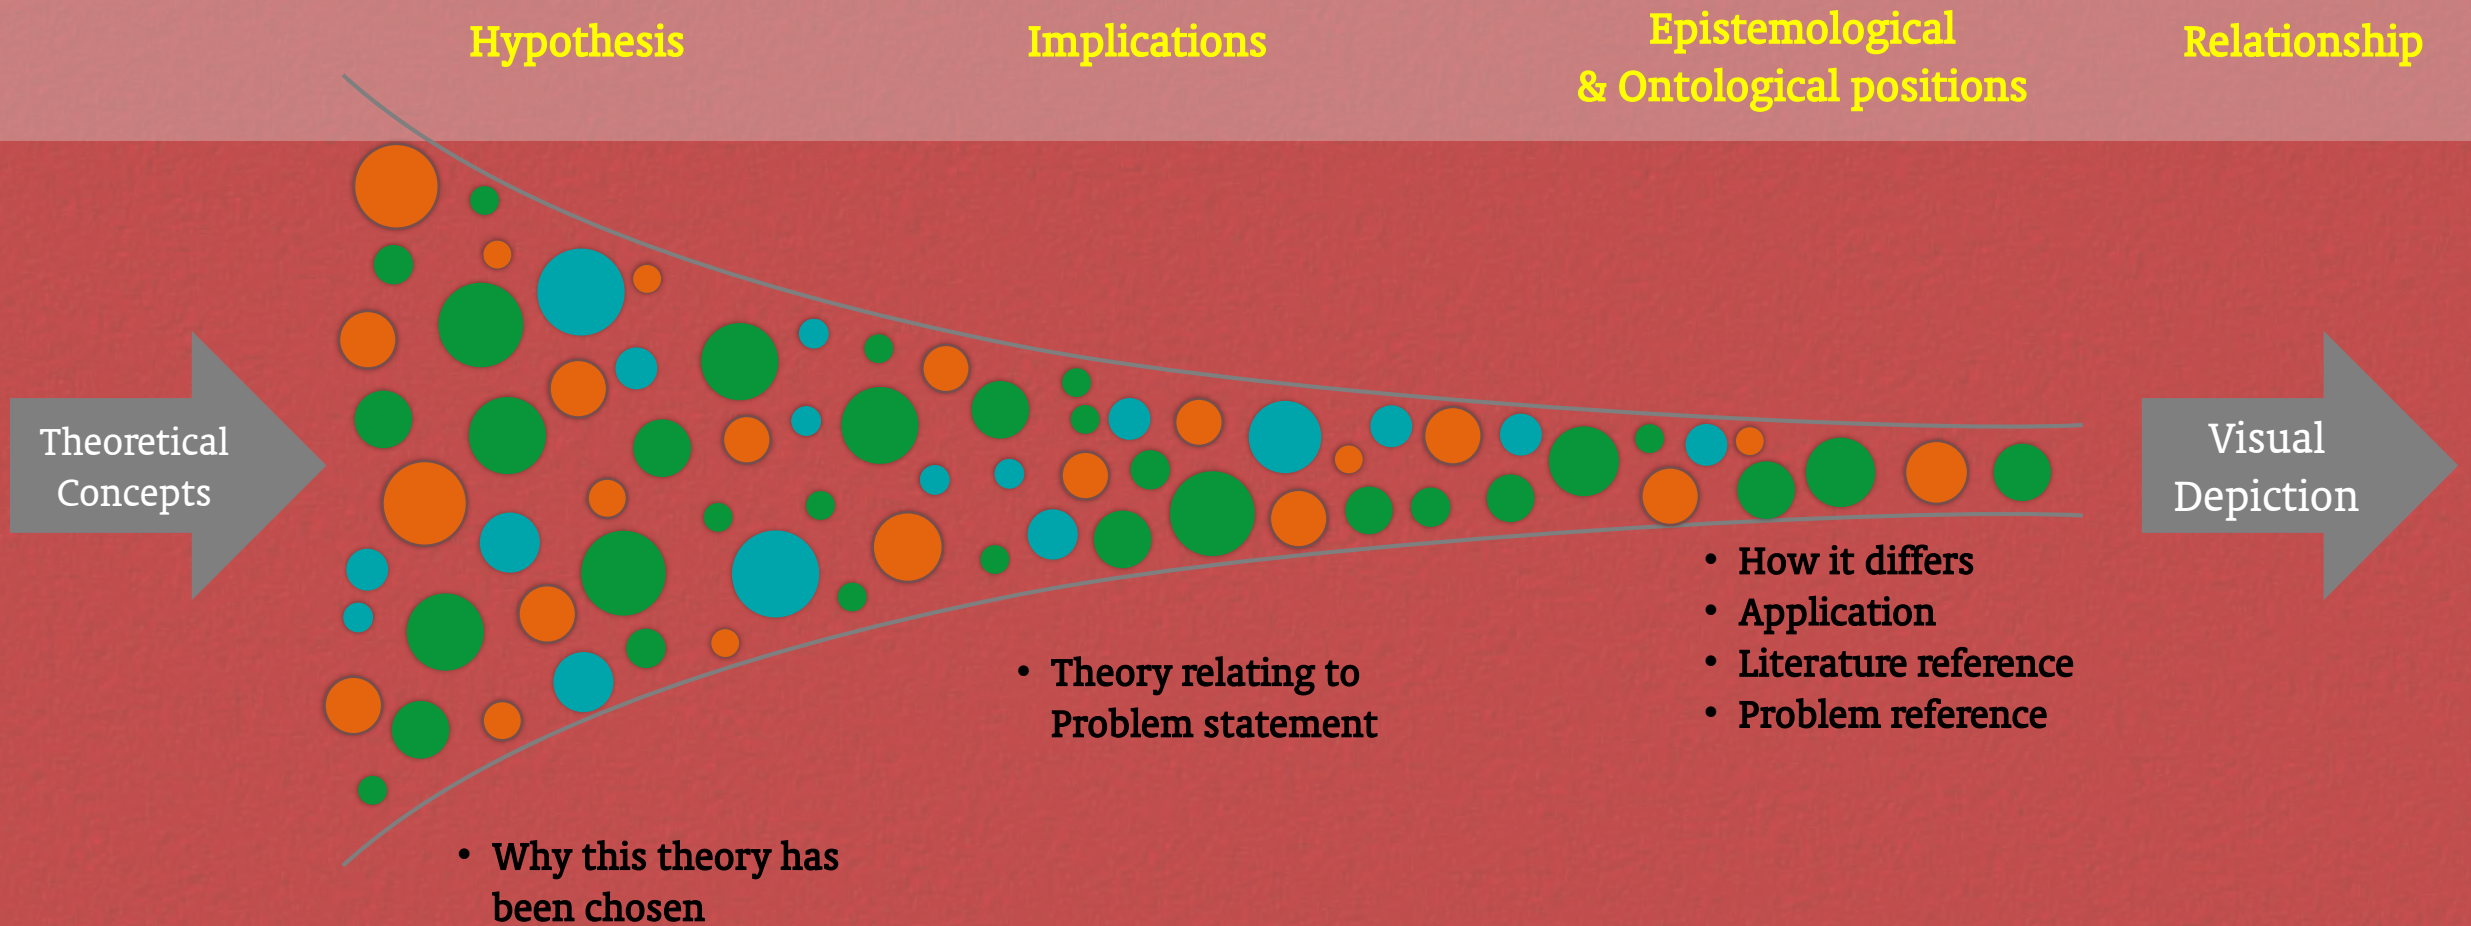 Hypothesis
Implications
Epistemological
& Ontological positions
Relationship
Theoretical
Concepts
Visual
Depiction
• How it differs
• Application
• Literature reference
• Problem reference
• Theory relating to
Problem statement
• Why this theory has
been chosen